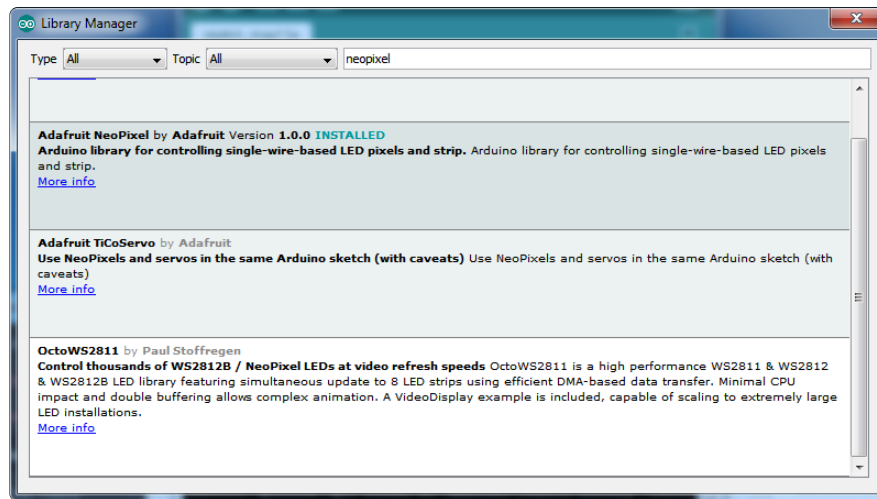 Library Manager
Type All Topic All neopixel
Adafruit NeoPixel by Adafruit Version 1.0.0 INSTALLED
Arduino library for controlling single-wire-based LED pixels and strip. Arduino library for controlling single-wire-based LED pixels
and strip.
More info
Adafruit TiCoServo by Adafruit
Use NeoPixels and servos in the same Arduino sketch (with caveats) Use NeoPixels and servos in the same Arduino sketch (with
caveats)
More info
OctoWS2811 by Paul Stoffregen
Control thousands of WS2812B / NeoPixel LEDs at video refresh speeds OctoWS2811 is a high performance WS2811 & WS2812
& WS2812B LED library featuring simultaneous update to 8 LED strips using efficient DMA-based data transfer. Minimal CPU
impact and double buffering allows complex animation. A VideoDisplay example is included, capable of scaling to extremely large
LED installations.
More info